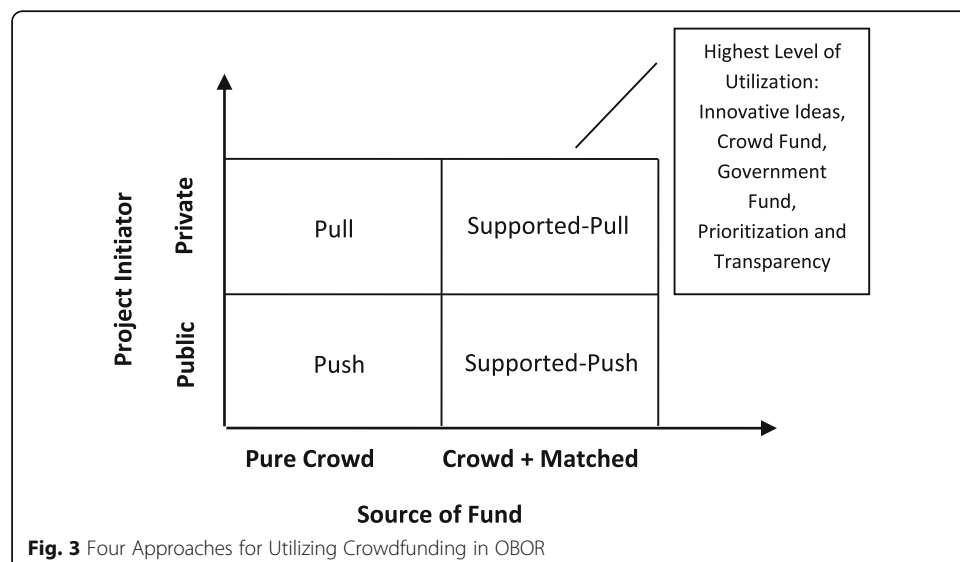 Highest Level of
Utilization:
Innovative Ideas,
Crowd Fund,
Government
Fund,
Prioritization and
Transparency
Project Initiator
Private
Public
Pull
Supported-Pull
Push
Supported-Push
Pure Crowd
Crowd + Matched
Source of Fund
Fig. 3 Four Approaches for Utilizing Crowdfunding in OBOR